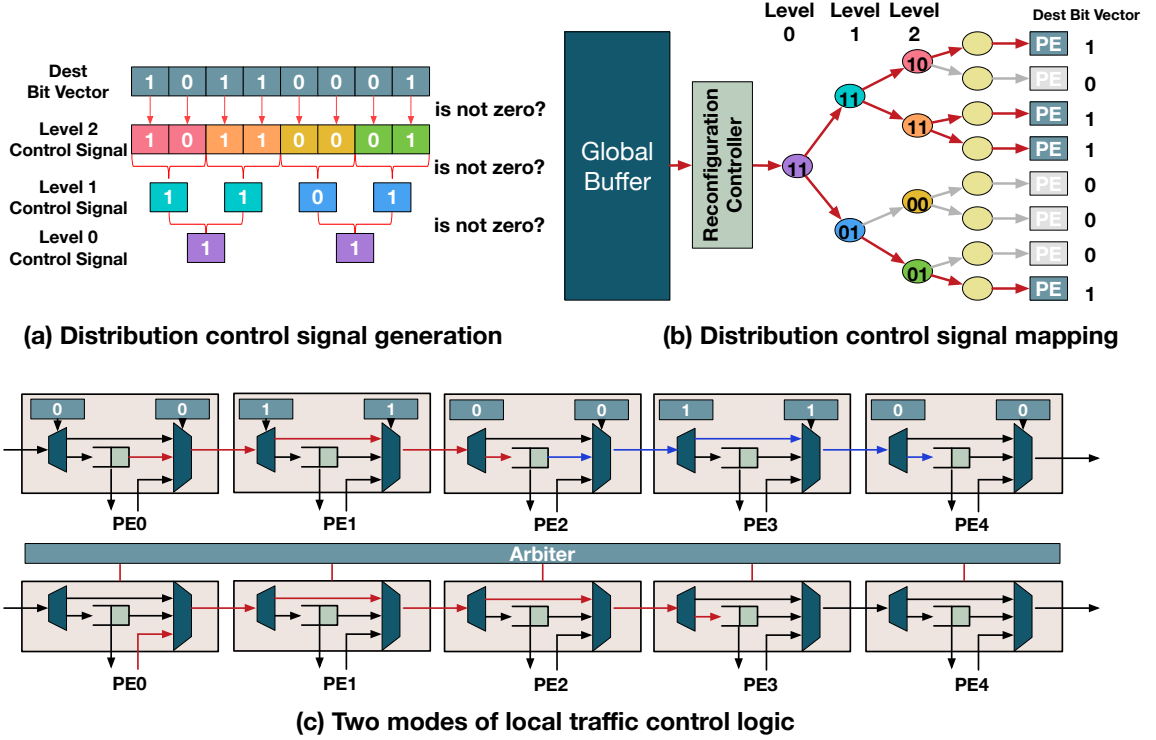 Dest
Bit Vector
1 0 1 1 0 0 0 1
is not zero?
Level 2
Control Signal
1 0 1 1 0 0 0 1
is not zero?
Level 1
Control Signal
1 1 0 1
is not zero?
Level 0
Control Signal
1 1
(a) Distribution control signal generation
Level
0
Level
1
Level
2
Dest Bit Vector
Global
Buffer
Reconfiguration
Controller
11
11
01
10
11
00
01
PE 1
PE 0
PE 1
PE 1
PE 0
PE 0
PE 0
PE 1
(b) Distribution control signal mapping
0 0 1 1 0 0 1 1 0 0
PE0 PE1 PE2 PE3 PE4
Arbiter
PE0 PE1 PE2 PE3 PE4
(c) Two modes of local traffic control logic